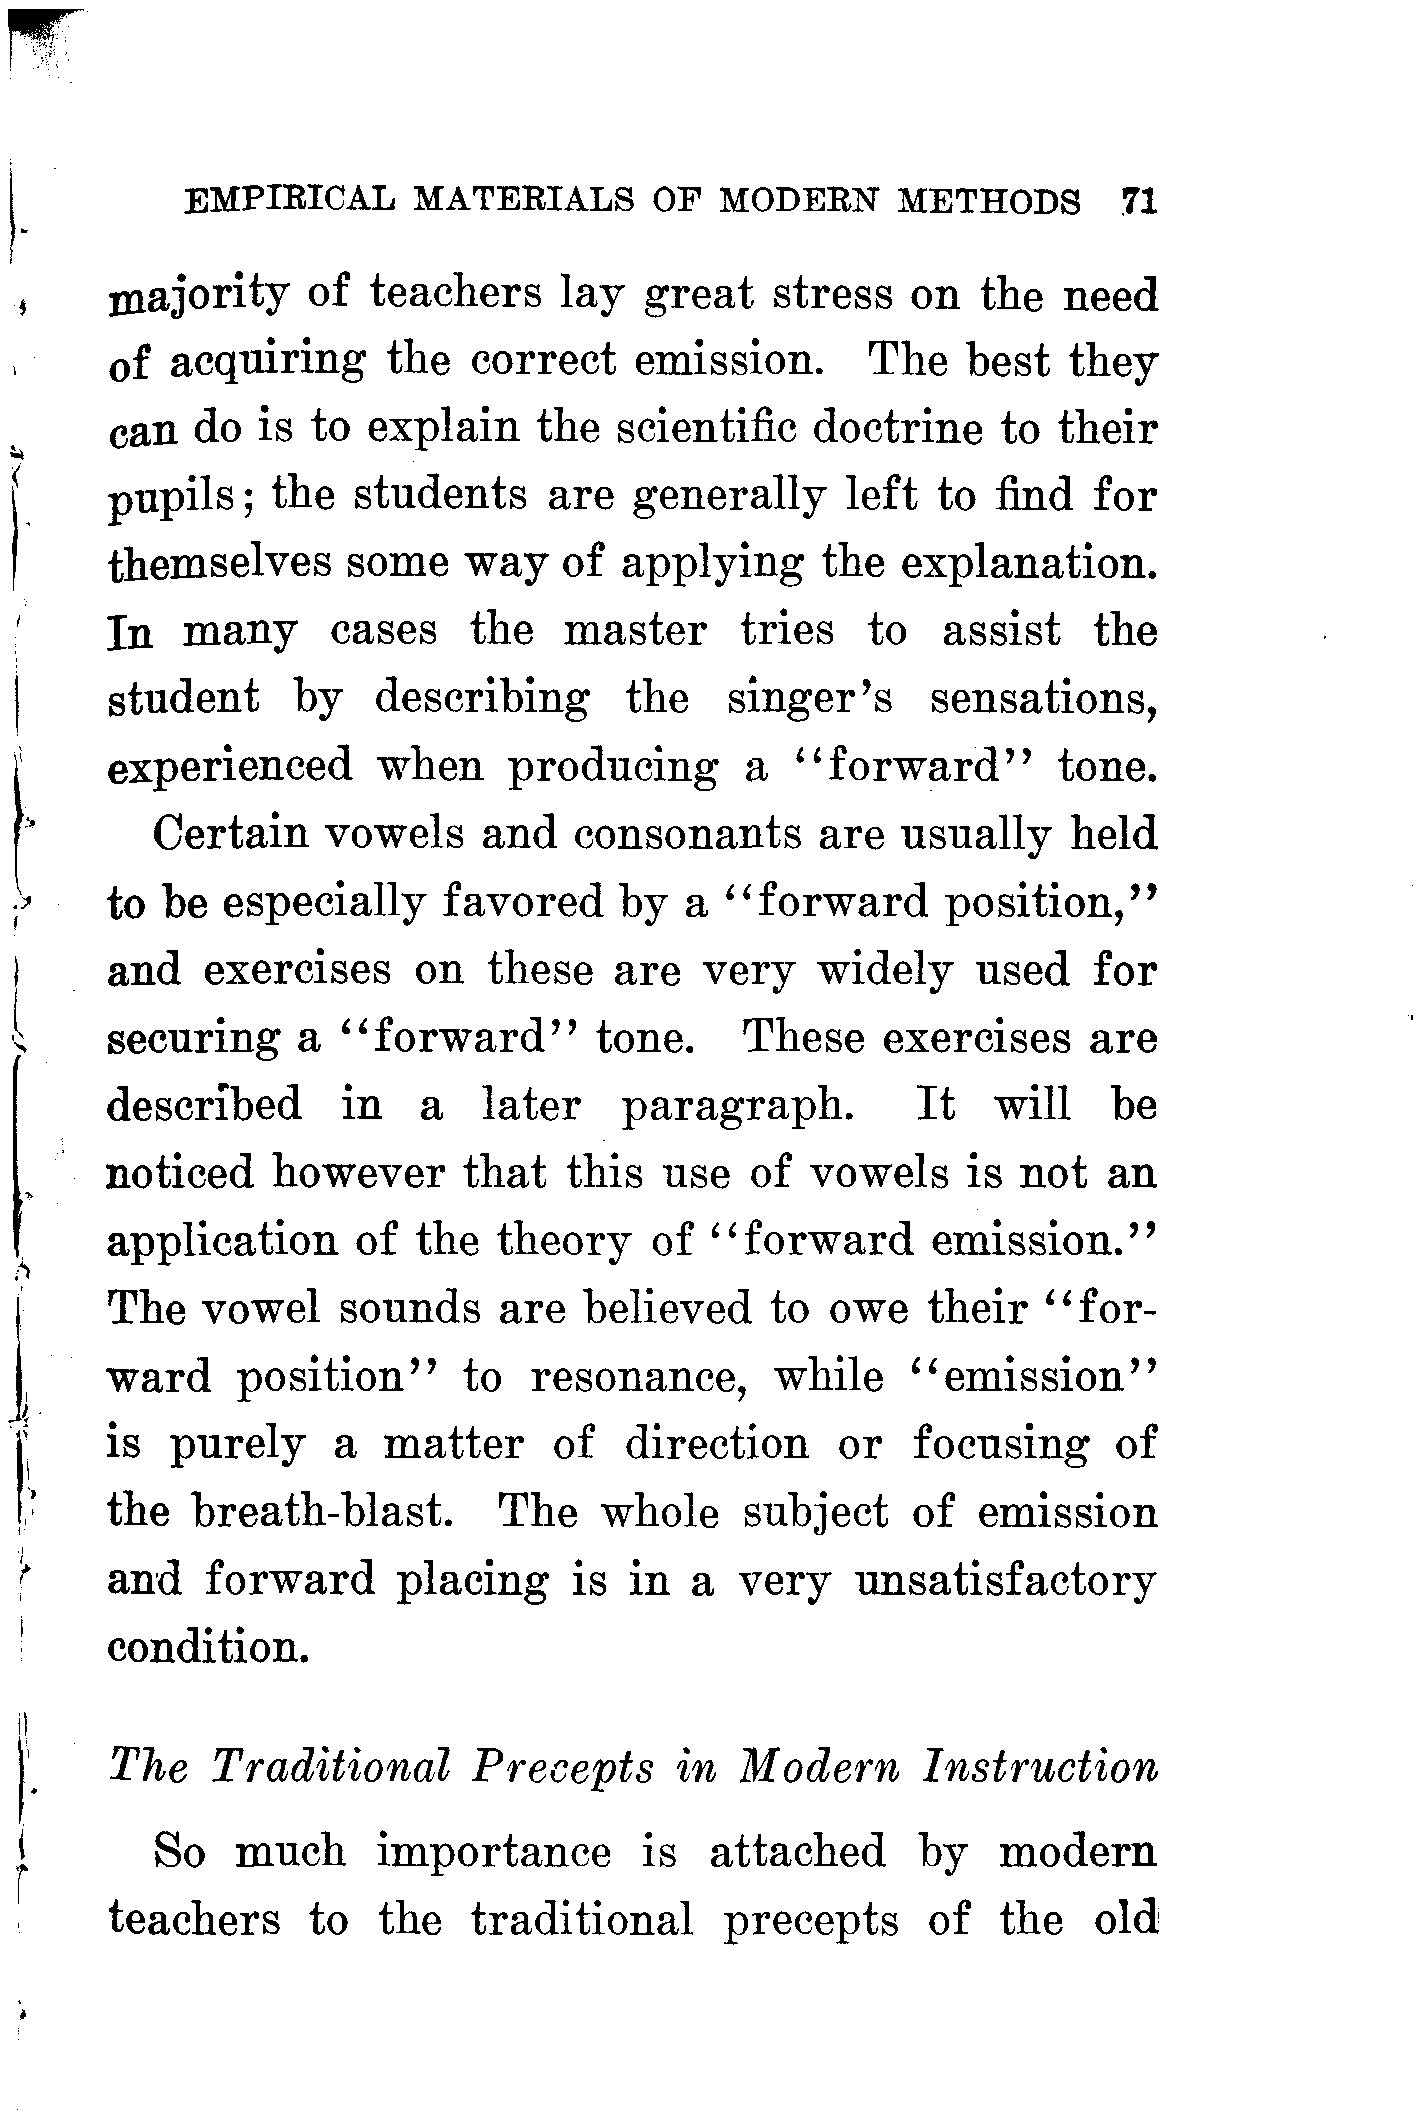 EMPIRICAL MATERIALS OF MODERN METHODS 71
majority of teachers lay great stress on the need
of acquiring the correct emission. The best they
can do is to explain the scientific doctrine to their
pupils; the students are generally left to find for
themselves some way of applying the explanation.
In many cases the master tries to assist the
student by describing the singer's sensations,
experienced when producing a "forward" tone.
Certain vowels and consonants are usually held
to be especially favored by a "forward position,"
and exercises on these are very widely used for
securing a "forward" tone. These exercises are
described in a later paragraph. It will be
noticed however that this use of vowels is not an
application of the theory of "forward emission."
The vowel sounds are believed to owe their "for-
ward position" to resonance, while "emission"
is purely a matter of direction or focusing of
the breath-blast. The whole subject of emission
and forward placing is in a very unsatisfactory
condition.
The Traditional Precepts in Modern Instruction
So much importance is attached by modern
teachers to the traditional precepts of the old